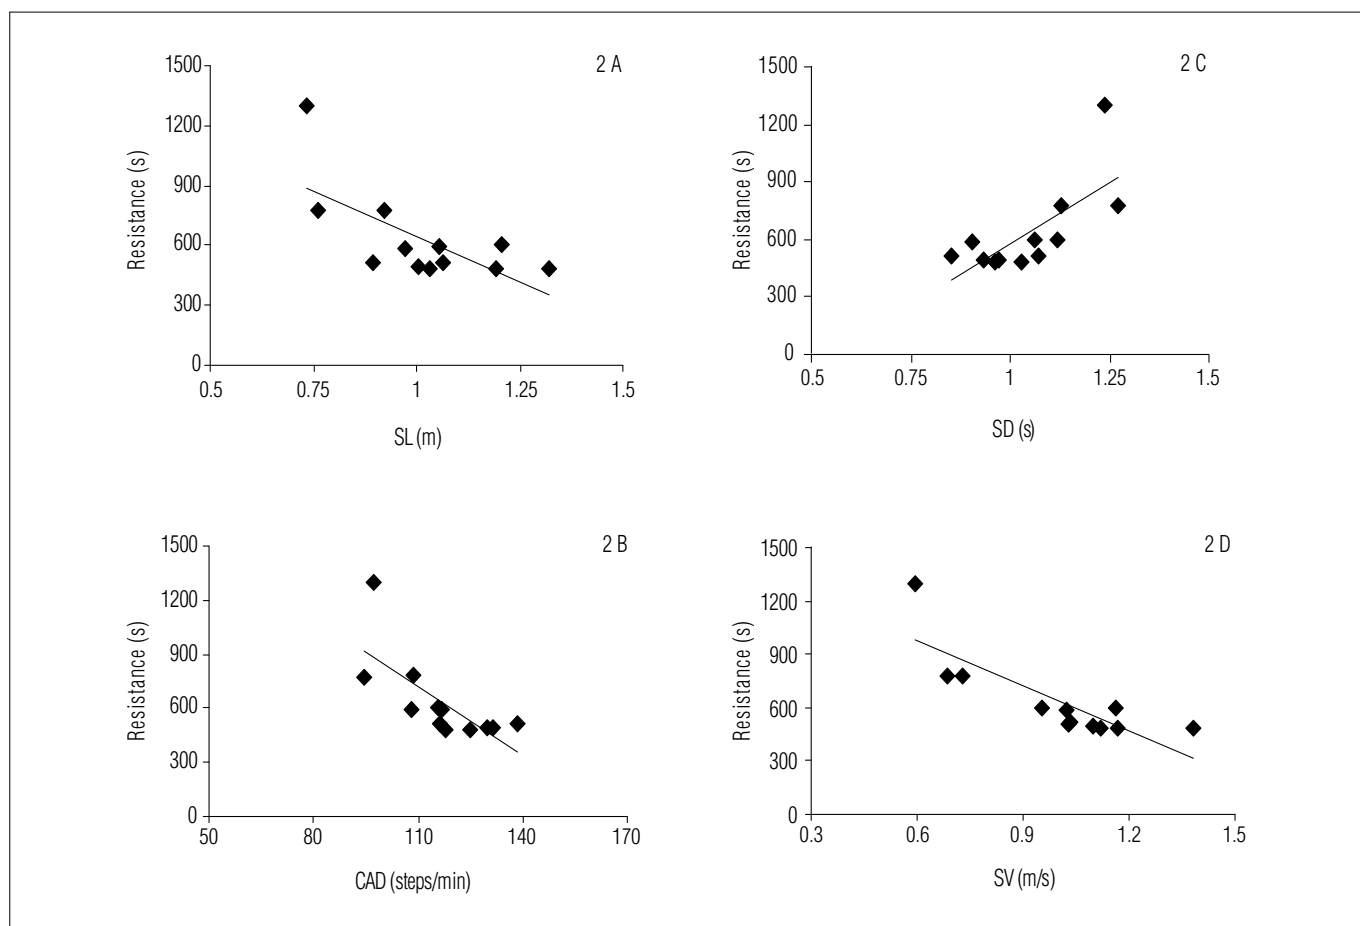 2 A
1500
1200
900
600
300
0
Resistance (s)
0.5 0.75 1 1.25 1.5
SL (m)
2 C
1500
1200
900
600
300
0
Resistance (s)
0.5 0.75 1 1.25 1.5
SD (s)
2 B
1500
1200
900
600
300
0
Resistance (s)
50 80 110 140 170
CAD (steps/min)
2 D
1500
1200
900
600
300
0
Resistance (s)
0.3 0.6 0.9 1.2 1.5
SV (m/s)